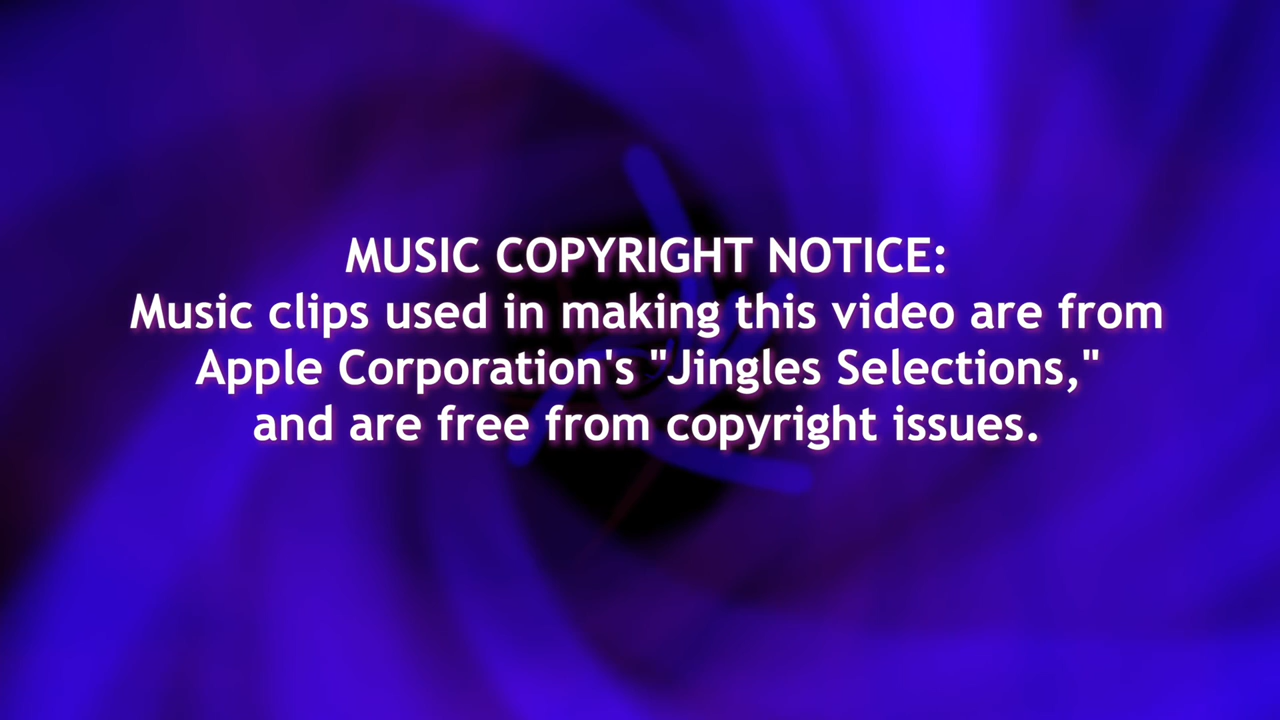 MUSIC COPYRIGHT NOTICE:
Music clips used in making this video are from
Apple Corporation's "Jingles Selections,"
and are free from copyright issues.